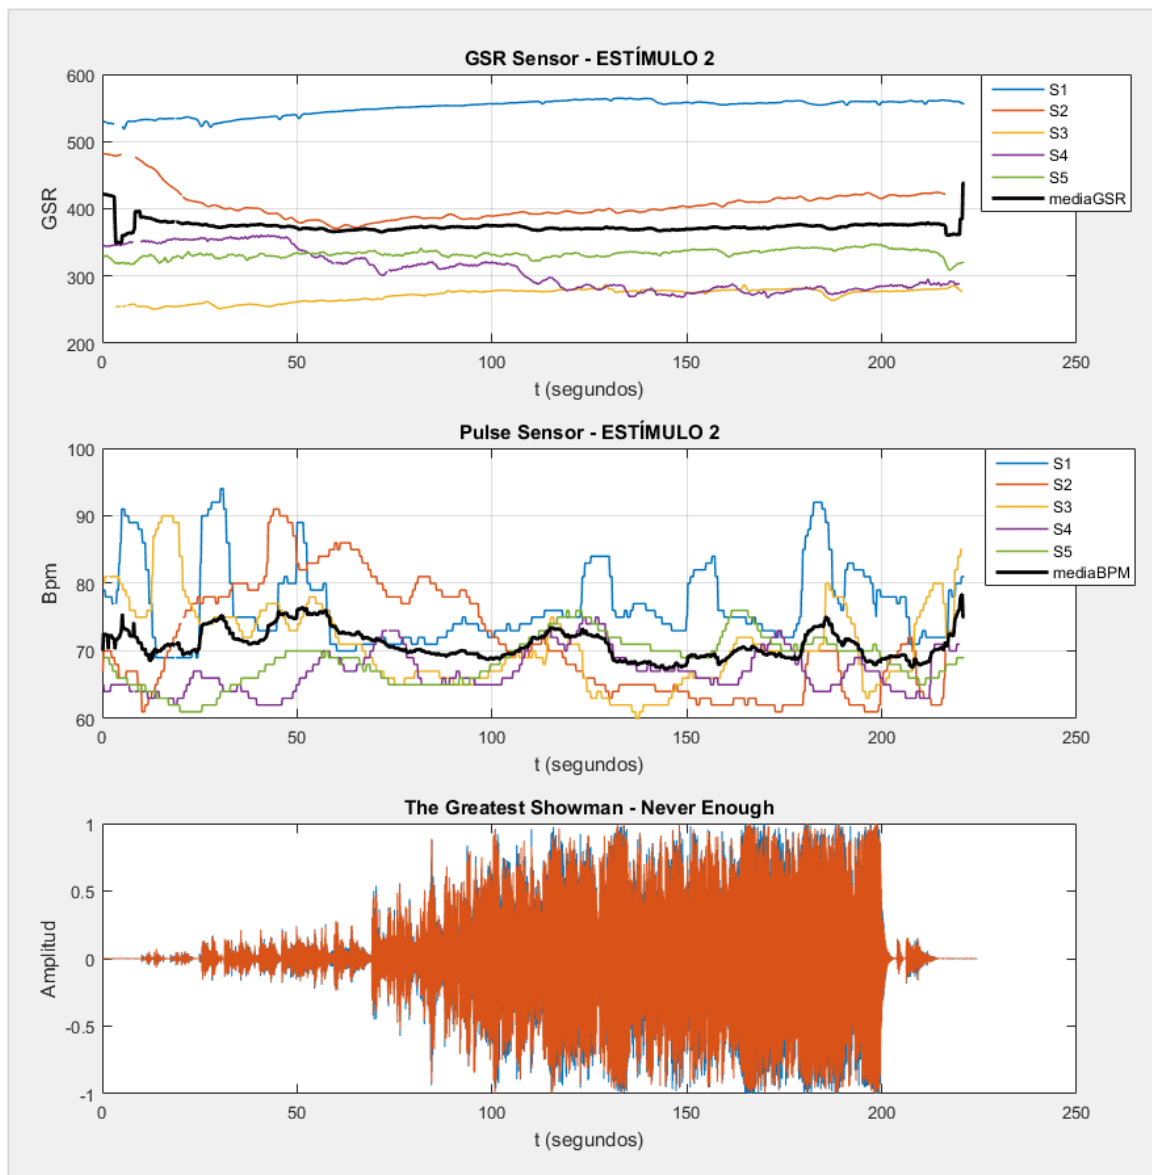 GSR Sensor - ESTÍMULO 2
600
500
400
300
200
GSR
0
50
100
150
200
250
t (segundos)
S1
S2
S3
S4
S5
mediaGSR
Pulse Sensor - ESTÍMULO 2
100
90
80
70
60
Bpm
0
50
100
150
200
250
t (segundos)
S1
S2
S3
S4
S5
mediaBPM
The Greatest Showman - Never Enough
1
0.5
0
-0.5
-1
Amplitud
0
50
100
150
200
250
t (segundos)